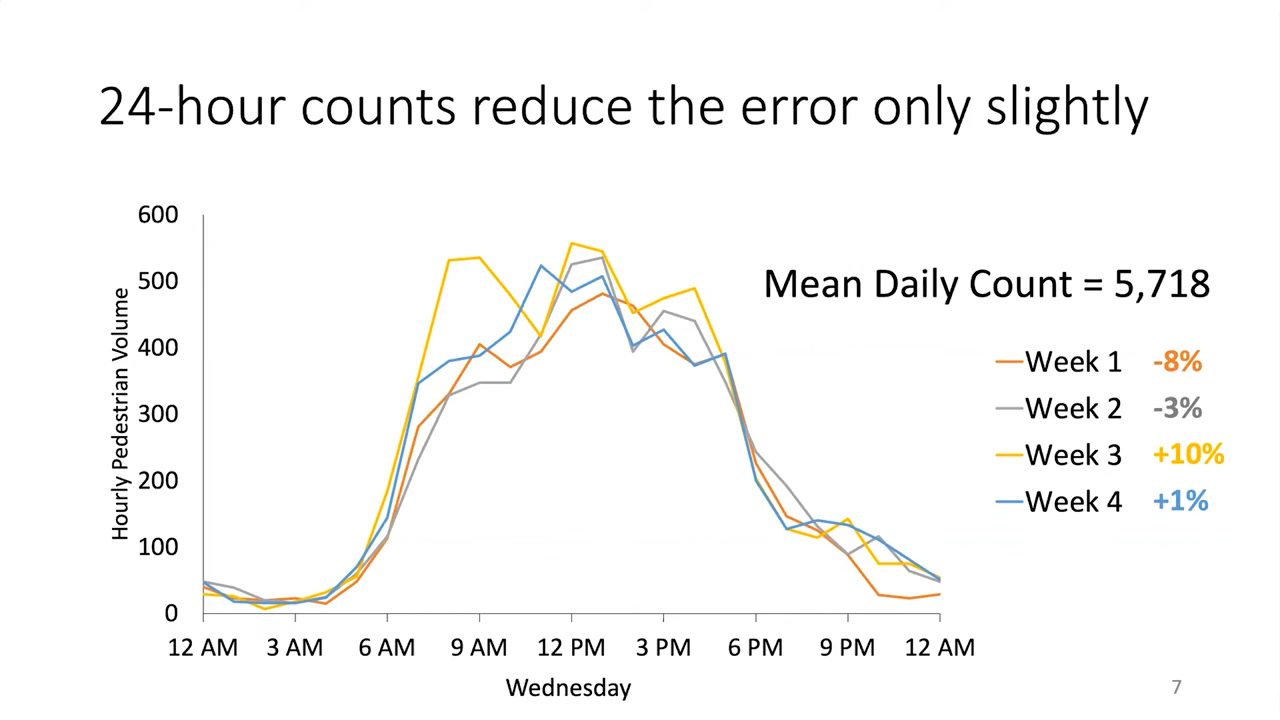 24-hour counts reduce the error only slightly
600
500
400
300
200
100
0
Hourly Pedestrian Volume
12 AM 3 AM 6 AM 9 AM 12 PM 3 PM 6 PM 9 PM 12 AM
Wednesday
Mean Daily Count = 5,718
Week 1 -8%
Week 2 -3%
Week 3 +10%
Week 4 +1%
7